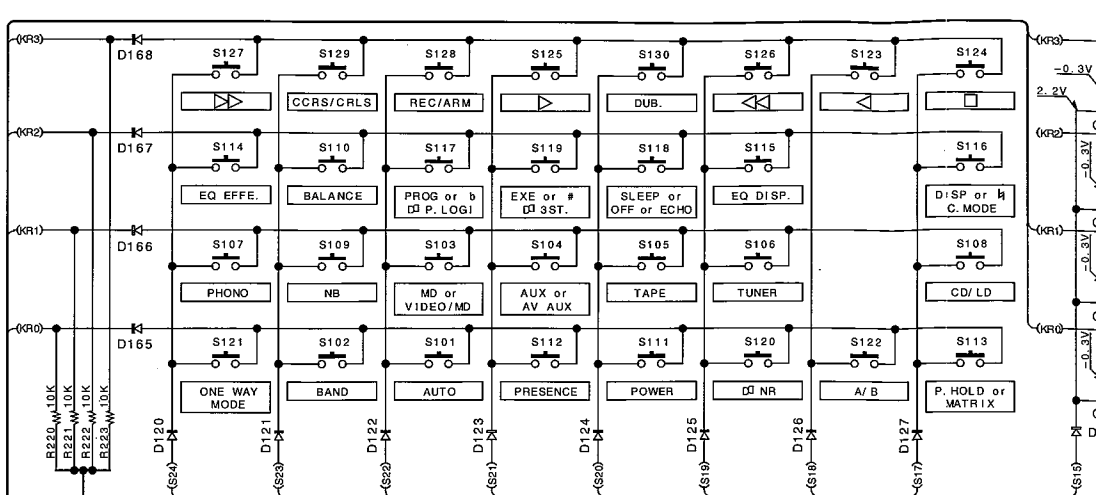 (KR3) D168 S127 S129 S128 S125 S130 S126 S123 S124 (KR3)
-0.3V
CCRS/CRLS REC/ARM DUB.
2.2V
(KR2) D167 S114 S110 S117 S119 S118 S115 S116 (KR2)
-0.3V
EQ EFFE. BALANCE PROG or b EXE or # SLEEP or EQ DISP. DISP or ♮
P.LOGI 3ST. OFF or ECHO C.MODE
(KR1) D166 S107 S109 S103 S104 S105 S106 S108 (KR1)
-0.3V
PHONO NB MD or AUX or TAPE TUNER CD/LD
VIDEO/MD AV AUX
(KR0) D165 S121 S102 S101 S112 S111 S120 S122 S113 (KR0)
-0.3V
ONE WAY BAND AUTO PRESENCE POWER NR A/B P.HOLD or
MODE MATRIX
R220 10K R221 10K R222 10K R223 10K
D120 D121 D122 D123 D124 D125 D126 D127 D
(S24) (S23) (S22) (S21) (S20) (S19) (S18) (S17) (S15)